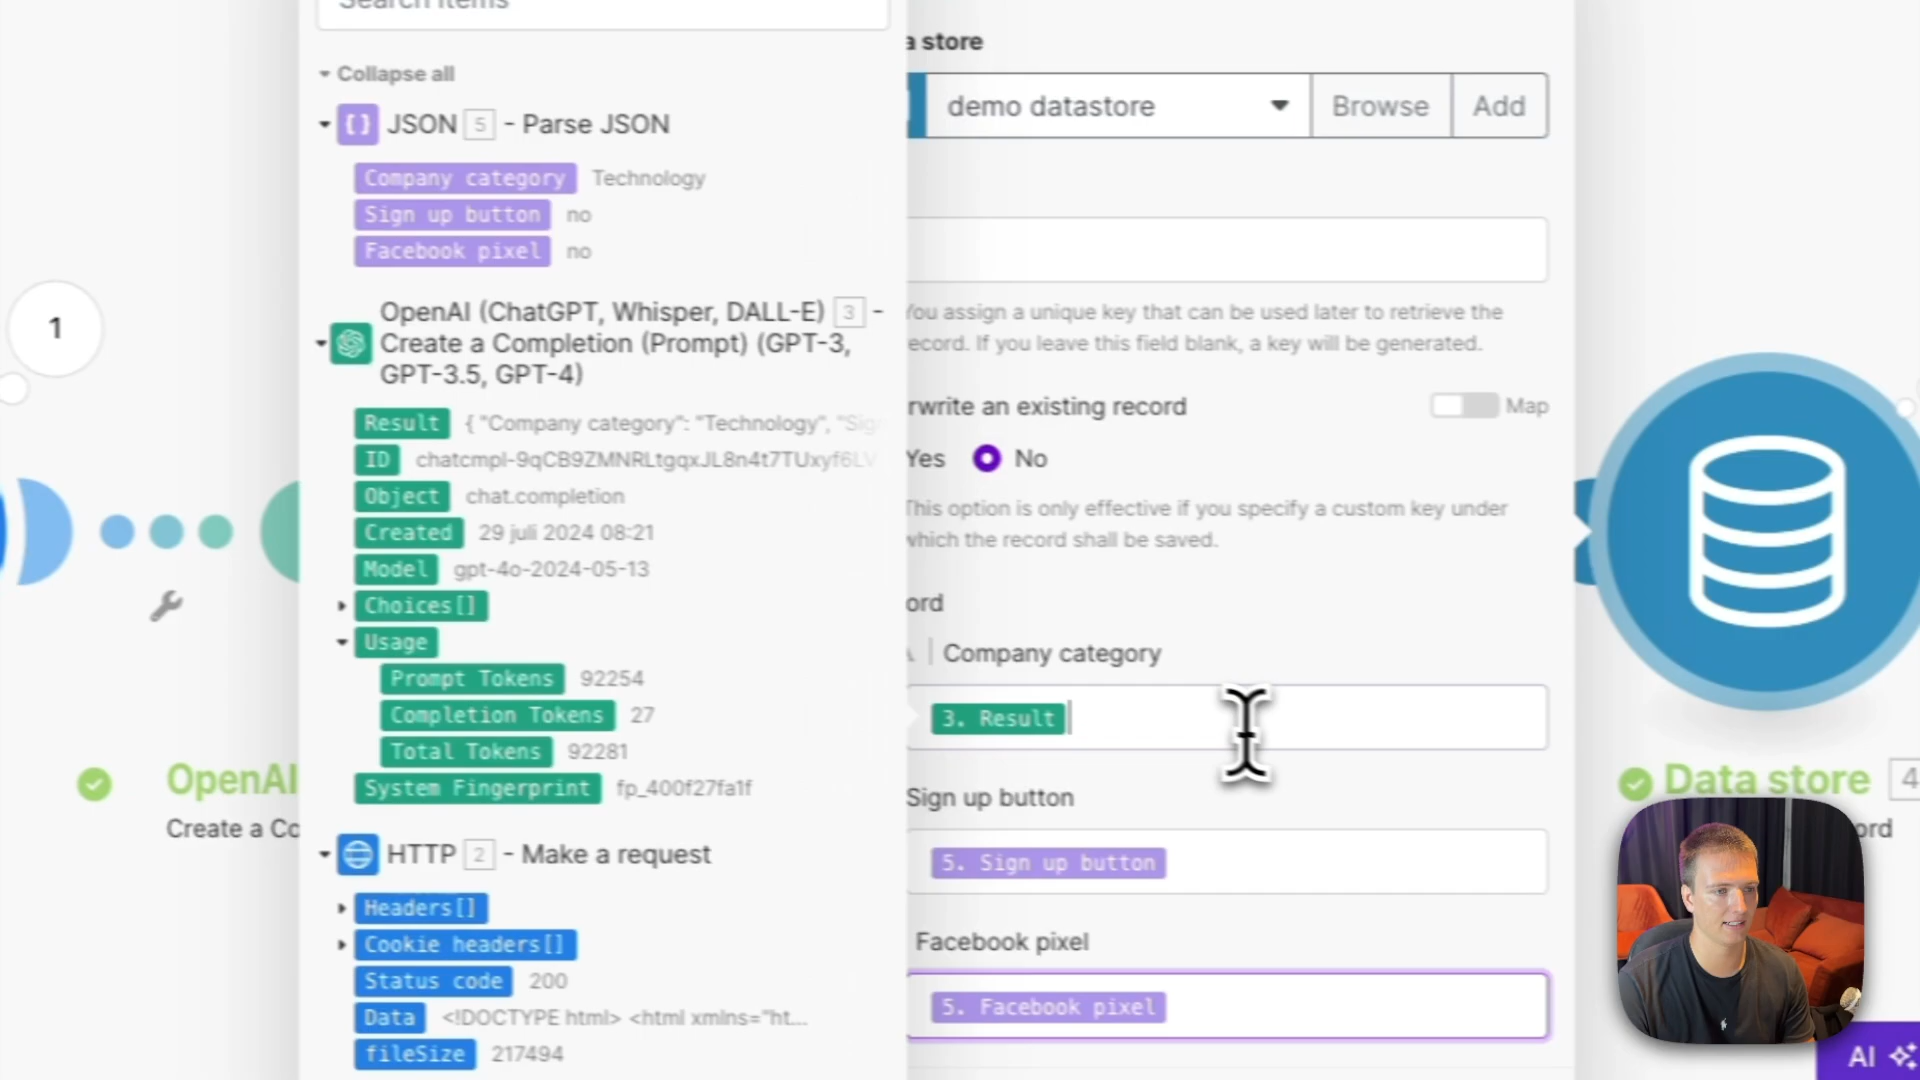 Search items
Collapse all
JSON 5 - Parse JSON
Company category Technology
Sign up button no
Facebook pixel no
OpenAI (ChatGPT, Whisper, DALL-E) 3 -
Create a Completion (Prompt) (GPT-3,
GPT-3.5, GPT-4)
Result { "Company category": "Technology", "Sig
ID chatcmpl-9qCB9ZMNRLtgqxJL8n4t7TUxyf6LV
Object chat.completion
Created 29 juli 2024 08:21
Model gpt-4o-2024-05-13
Choices[]
Usage
Prompt Tokens 92254
Completion Tokens 27
Total Tokens 92281
System Fingerprint fp_400f27fa1f
HTTP 2 - Make a request
Headers[]
Cookie headers[]
Status code 200
Data <!DOCTYPE html> <html xmlns="ht...
fileSize 217494
a store
demo datastore Browse Add
You assign a unique key that can be used later to retrieve the
ecord. If you leave this field blank, a key will be generated.
rwrite an existing record Map
Yes No
This option is only effective if you specify a custom key under
which the record shall be saved.
ord
Company category
3. Result
Sign up button
5. Sign up button
Facebook pixel
5. Facebook pixel
1
OpenAI
Create a Co
Data store 4
ord
AI